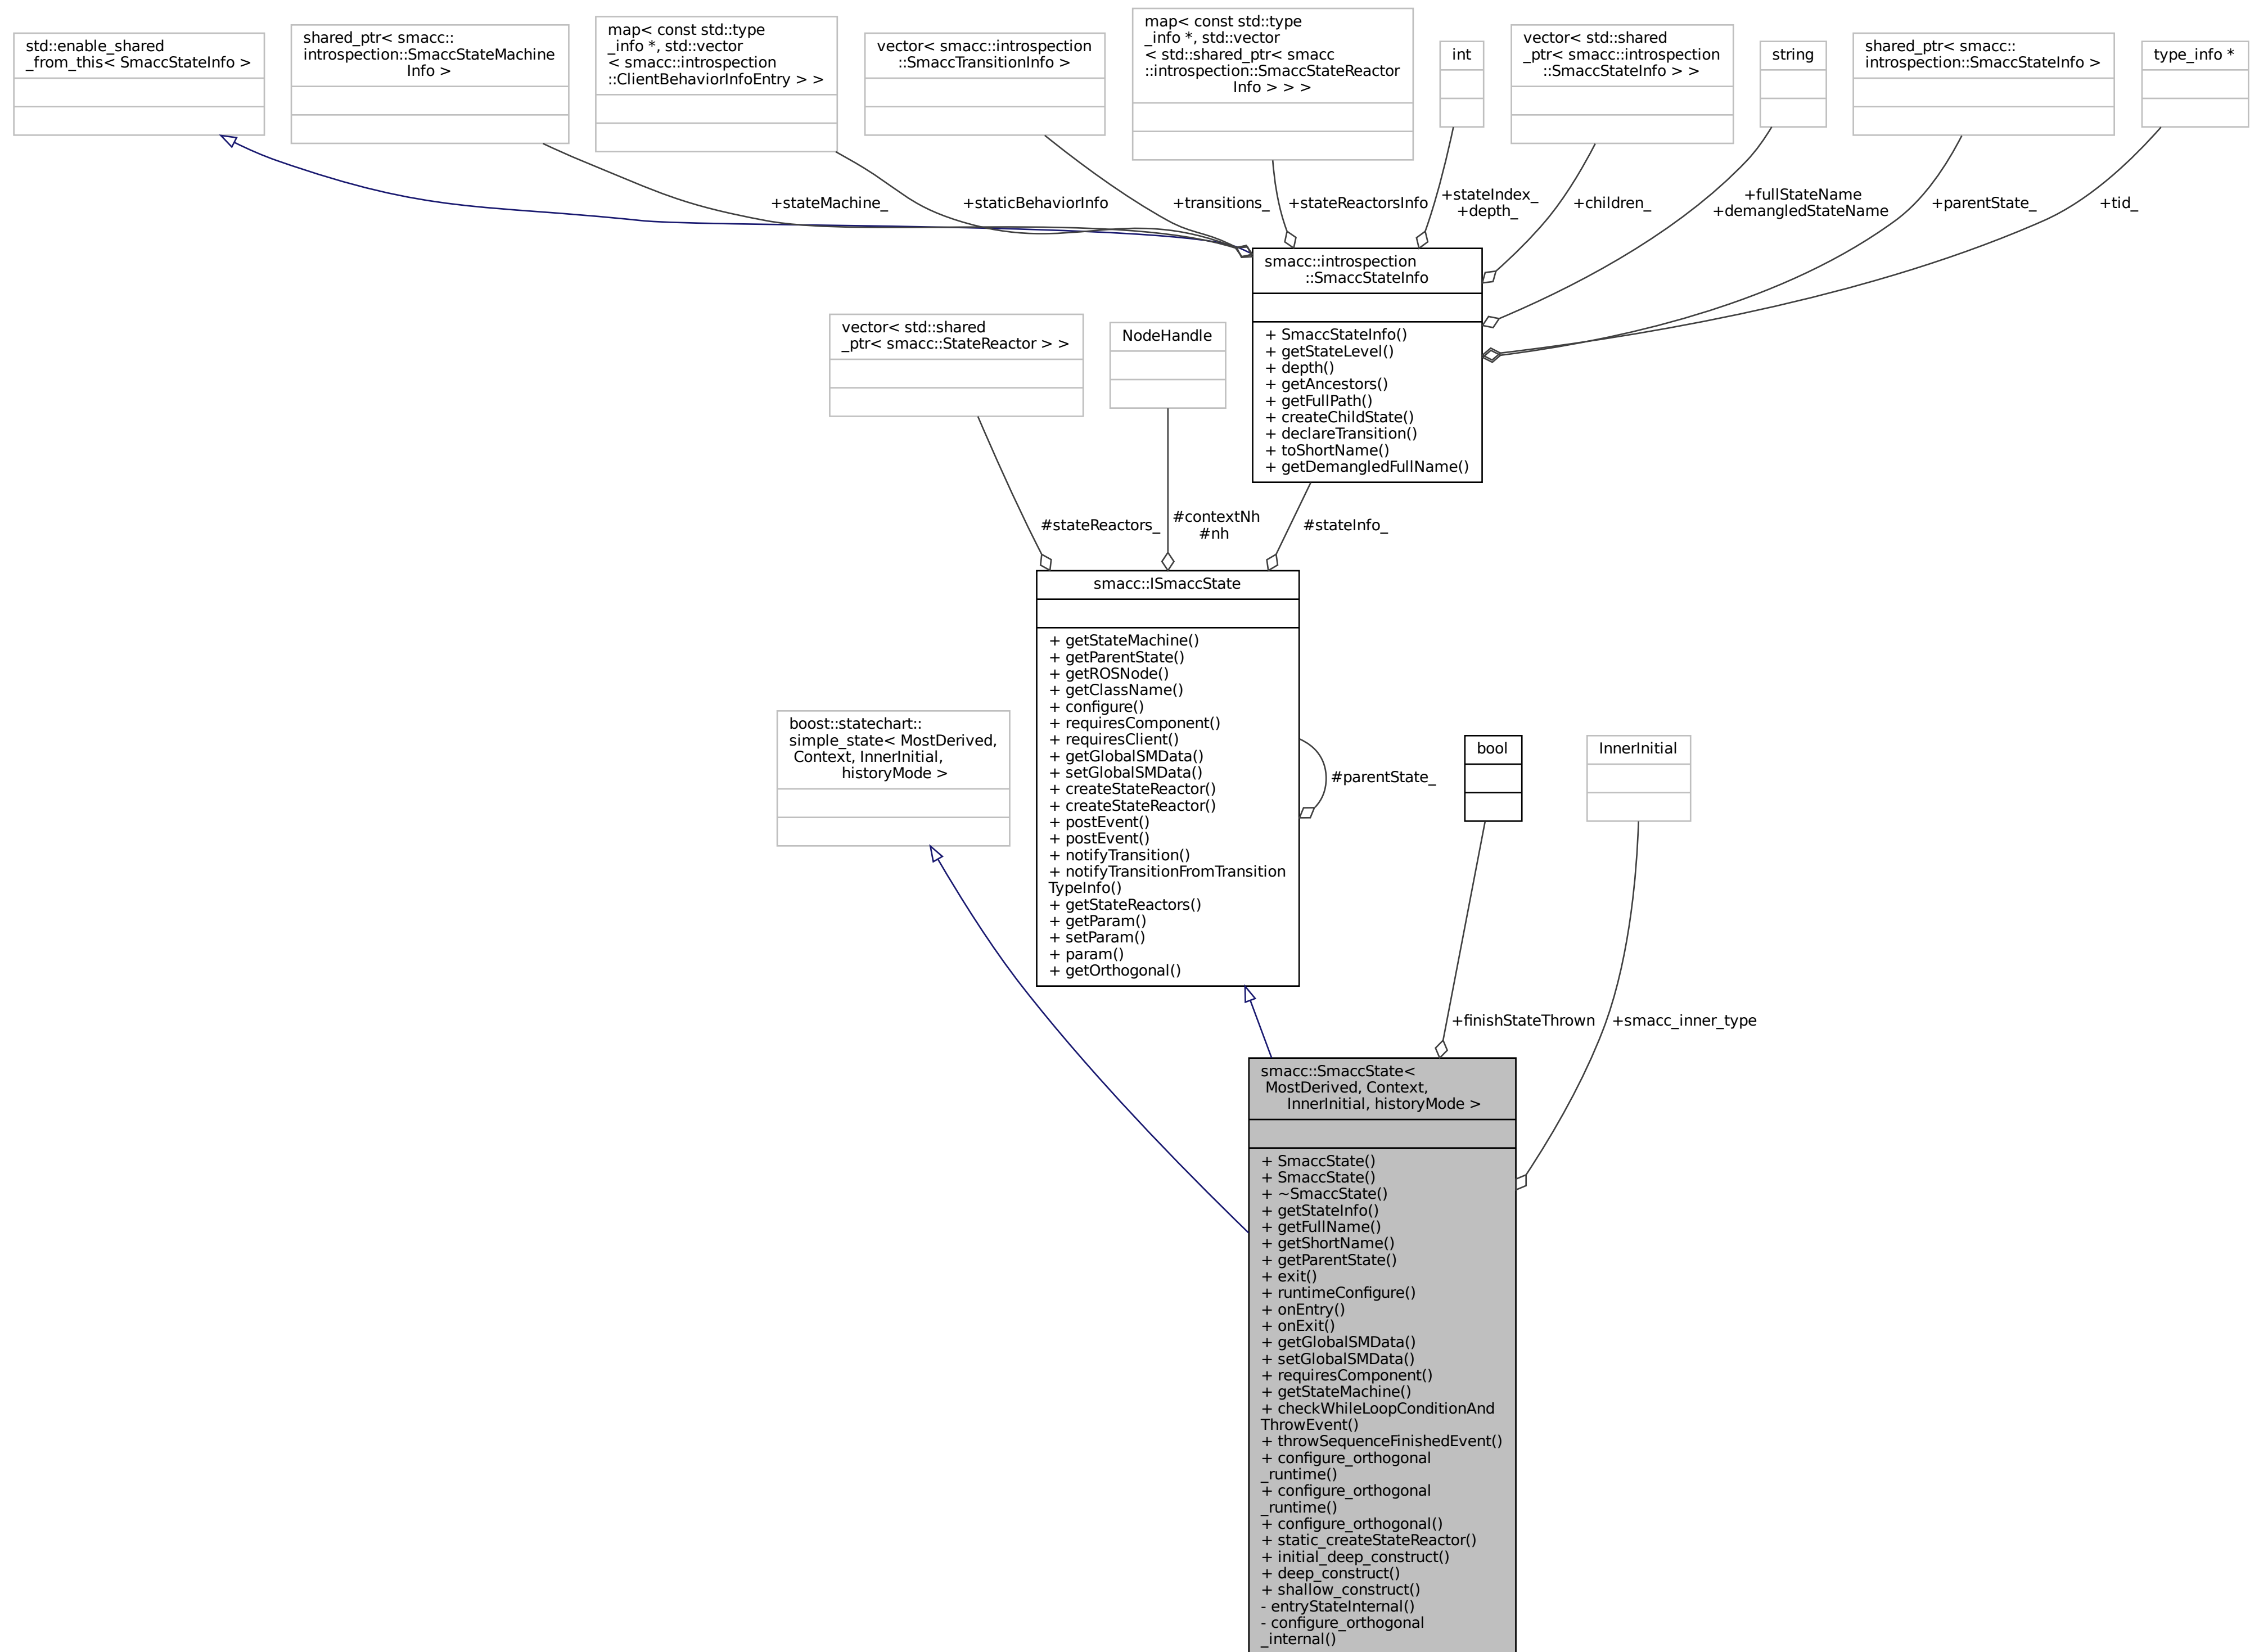 std::enable_shared
_from_this< SmaccStateInfo >
shared_ptr< smacc::
introspection::SmaccStateMachine
Info >
map< const std::type
_info *, std::vector
< smacc::introspection
::ClientBehaviorInfoEntry > >
vector< smacc::introspection
::SmaccTransitionInfo >
map< const std::type
_info *, std::vector
< std::shared_ptr< smacc
::introspection::SmaccStateReactor
Info > > >
int
vector< std::shared
_ptr< smacc::introspection
::SmaccStateInfo > >
string
shared_ptr< smacc::
introspection::SmaccStateInfo >
type_info *
+stateMachine_
+staticBehaviorInfo
+transitions_
+stateReactorsInfo
+stateIndex_
+depth_
+children_
+fullStateName
+demangledStateName
+parentState_
+tid_
smacc::introspection
::SmaccStateInfo
+ SmaccStateInfo()
+ getStateLevel()
+ depth()
+ getAncestors()
+ getFullPath()
+ createChildState()
+ declareTransition()
+ toShortName()
+ getDemangledFullName()
vector< std::shared
_ptr< smacc::StateReactor > >
NodeHandle
#stateReactors_
#contextNh
#nh
#stateInfo_
smacc::ISmaccState
+ getStateMachine()
+ getParentState()
+ getROSNode()
+ getClassName()
+ configure()
+ requiresComponent()
+ requiresClient()
+ getGlobalSMData()
+ setGlobalSMData()
+ createStateReactor()
+ createStateReactor()
+ postEvent()
+ postEvent()
+ notifyTransition()
+ notifyTransitionFromTransition
TypeInfo()
+ getStateReactors()
+ getParam()
+ setParam()
+ param()
+ getOrthogonal()
#parentState_
boost::statechart::
simple_state< MostDerived,
Context, InnerInitial,
historyMode >
bool
InnerInitial
+finishStateThrown
+smacc_inner_type
smacc::SmaccState<
MostDerived, Context,
InnerInitial, historyMode >
+ SmaccState()
+ SmaccState()
+ ~SmaccState()
+ getStateInfo()
+ getFullName()
+ getShortName()
+ getParentState()
+ exit()
+ runtimeConfigure()
+ onEntry()
+ onExit()
+ getGlobalSMData()
+ setGlobalSMData()
+ requiresComponent()
+ getStateMachine()
+ checkWhileLoopConditionAnd
ThrowEvent()
+ throwSequenceFinishedEvent()
+ configure_orthogonal
_runtime()
+ configure_orthogonal
_runtime()
+ configure_orthogonal()
+ static_createStateReactor()
+ initial_deep_construct()
+ deep_construct()
+ shallow_construct()
- entryStateInternal()
- configure_orthogonal
_internal()